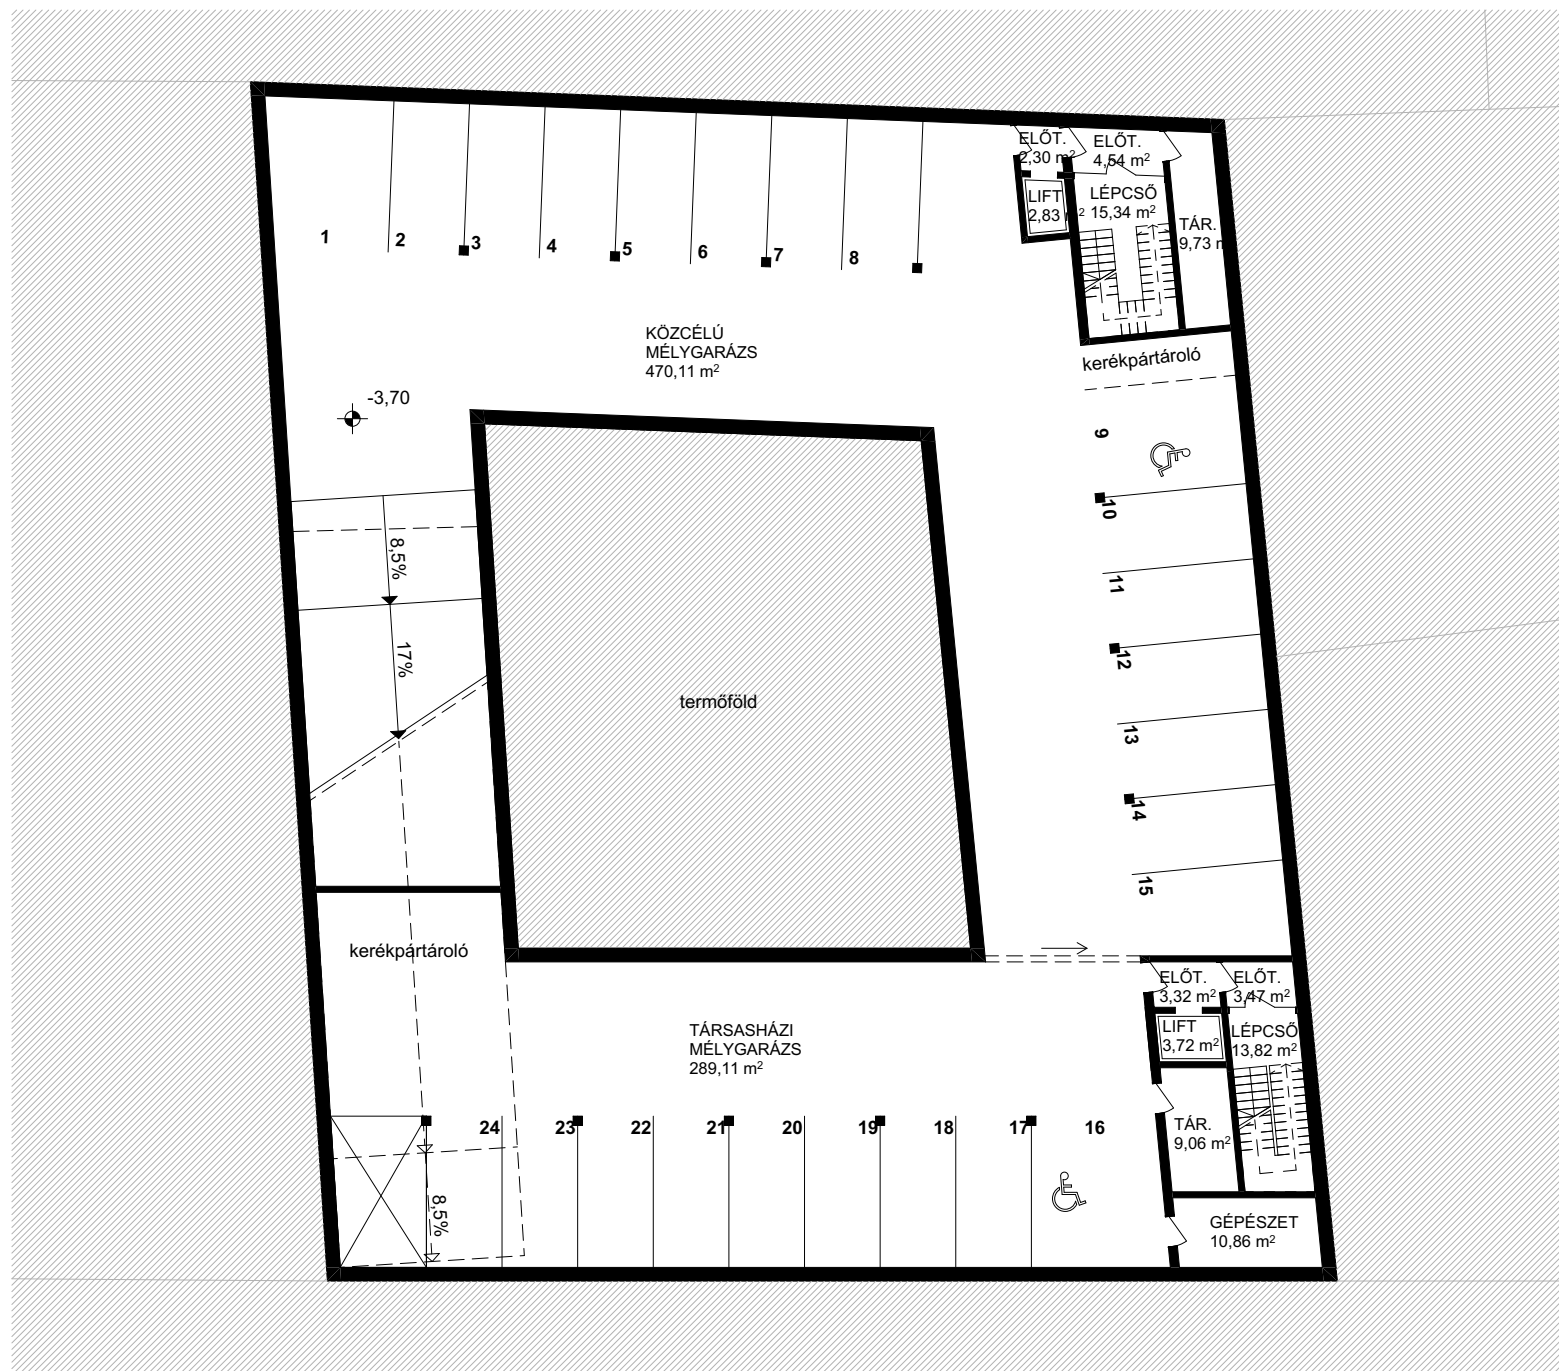 ELŐT.
2,30 m²
ELŐT.
4,54 m²
LIFT
2,83 m²
LÉPCSŐ
15,34 m²
TÁR.
9,73 m
1
2
3
4
5
6
7
8
KÖZCÉLÚ
MÉLYGARÁZS
470,11 m²
kerékpártároló
-3,70
9
10
11
12
13
14
15
8,5%
17%
termőföld
kerékpártároló
TÁRSASHÁZI
MÉLYGARÁZS
289,11 m²
ELŐT.
3,32 m²
ELŐT.
3,47 m²
LIFT
3,72 m²
LÉPCSŐ
13,82 m²
24
23
22
21
20
19
18
17
16
TÁR.
9,06 m²
8,5%
GÉPÉSZET
10,86 m²